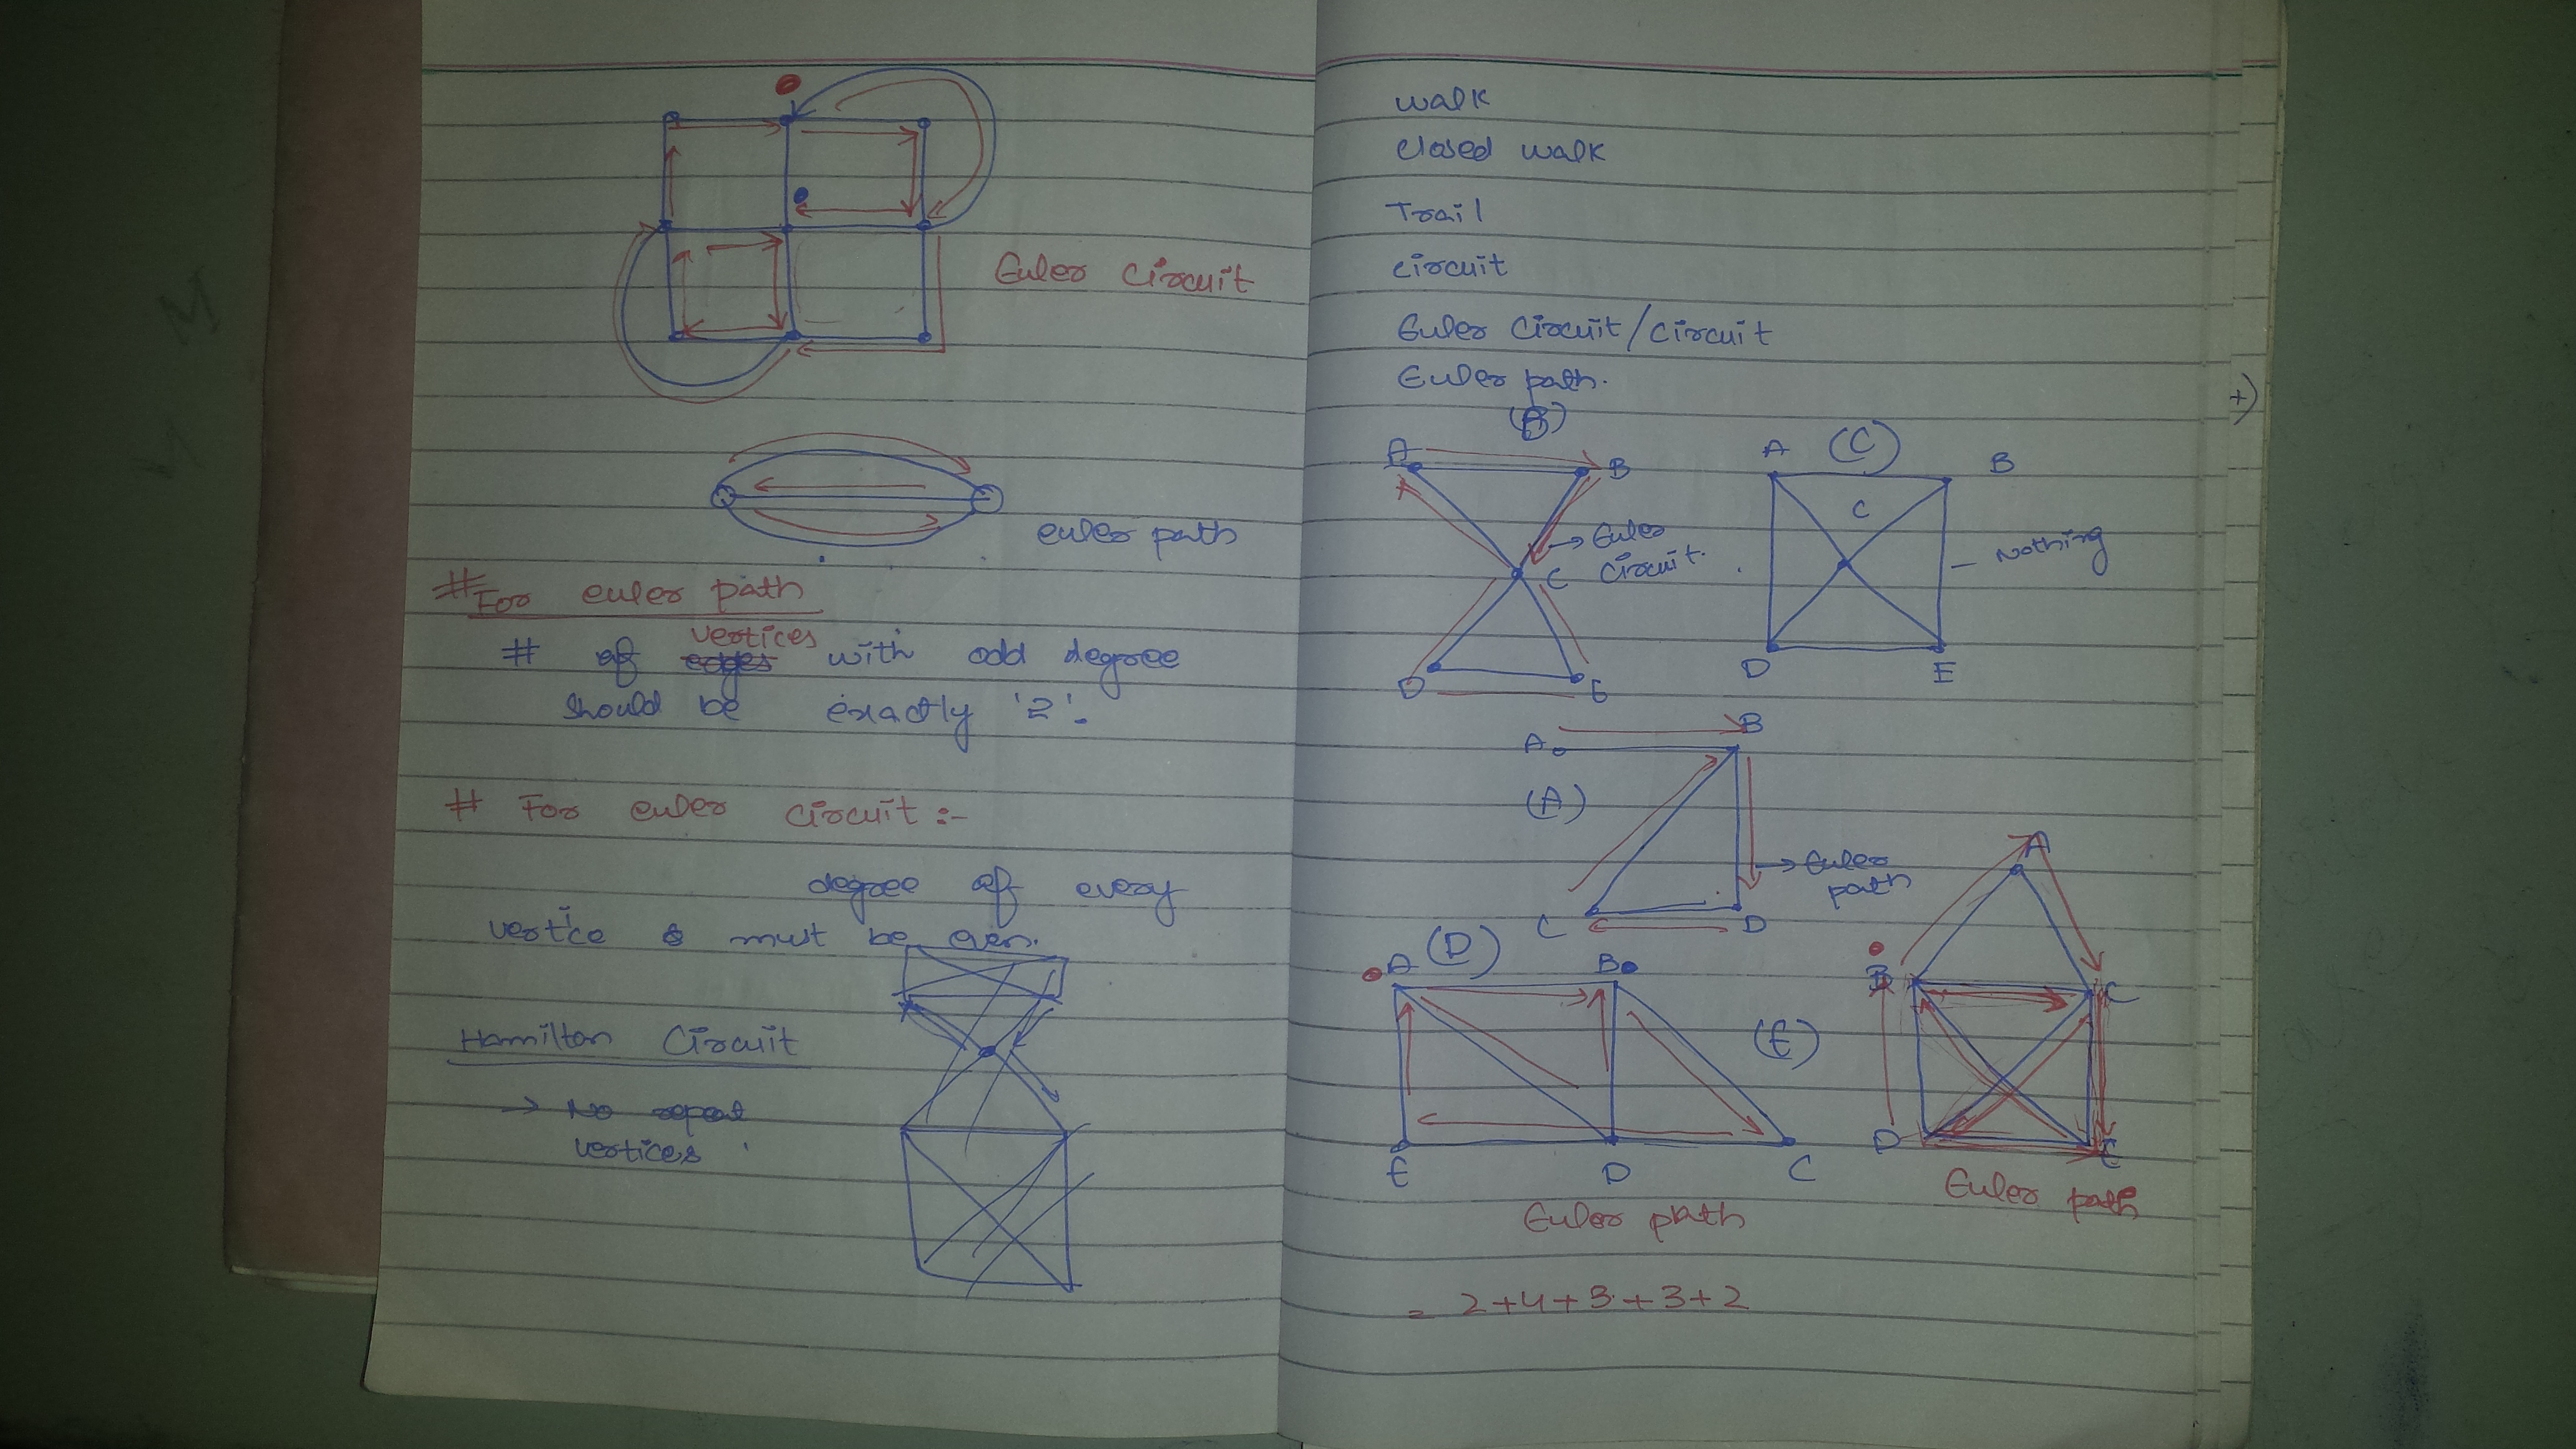 Euler Circuit
euler path
# For euler path
# of vertices with odd degree
should be exactly '2'.
# For euler circuit :-
degree of every
vertice must be even.
Hamilton Circuit
→ No repeat
vertices
walk
closed walk
Trail
circuit
Euler Circuit/circuit
Euler path.
(B)
A
B
→ Euler
circuit.
C
D
E
(C)
A
B
C
- Nothing
D
E
A
B
(A)
→ Euler
path
C
D
(D)
A
B
E
D
C
Euler path
(E)
A
B
C
D
E
Euler path
= 2+4+3+3+2
+)